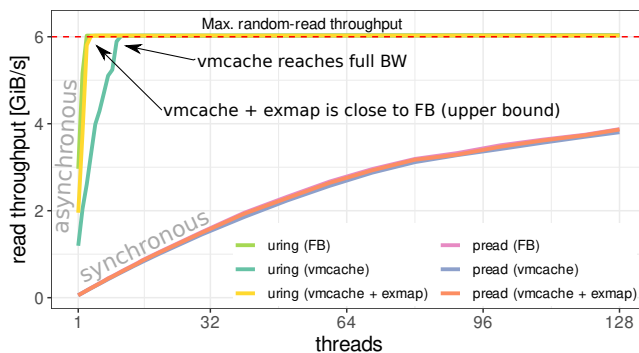 Max. random-read throughput
6
vmcache reaches full BW
vmcache + exmap is close to FB (upper bound)
4
2
0
read throughput [GiB/s]
asynchronous
synchronous
uring (FB)
pread (FB)
uring (vmcache)
pread (vmcache)
uring (vmcache + exmap)
pread (vmcache + exmap)
1
32
64
96
128
threads